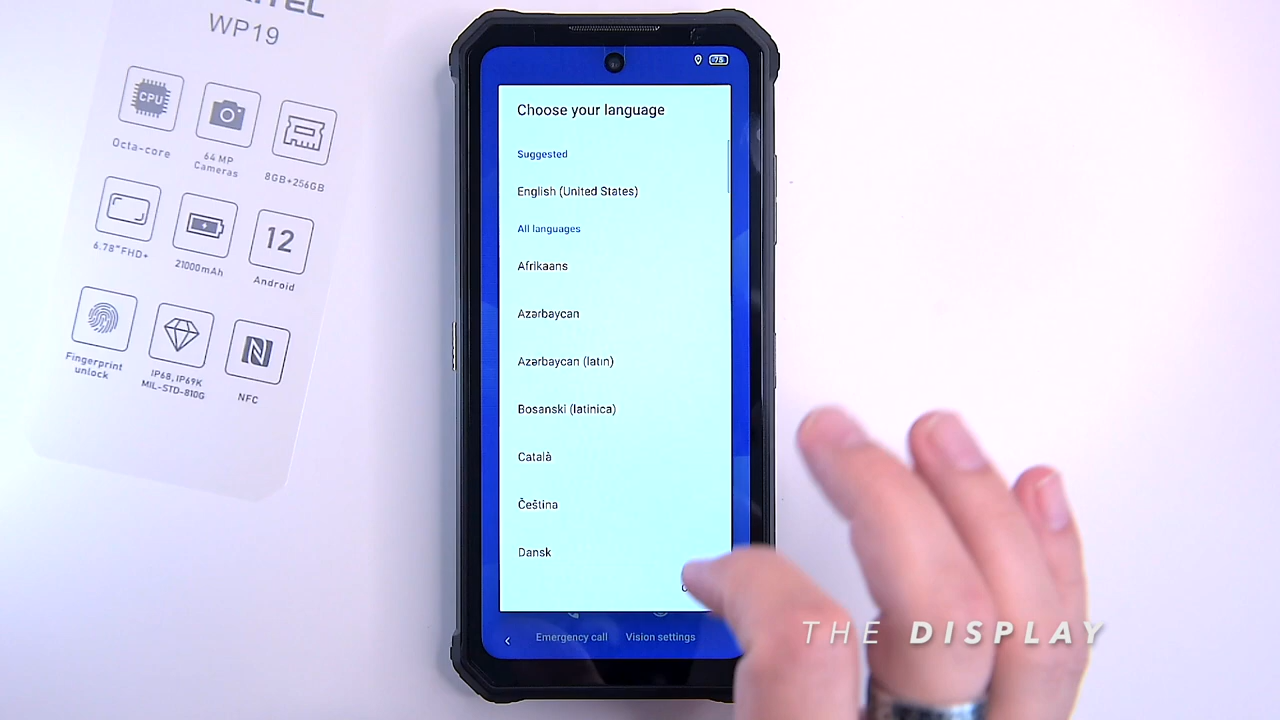 WP19
CPU
Octa-core
64 MP
Cameras
8GB+256GB
6.78" FHD+
21000mAh
12
Android
Fingerprint
unlock
IP68, IP69K
MIL-STD-810G
N
NFC
75
Choose your language
Suggested
English (United States)
All languages
Afrikaans
Azərbaycan
Azərbaycan (latın)
Bosanski (latinica)
Català
Čeština
Dansk
Emergency call
Vision settings
THE DISPLAY